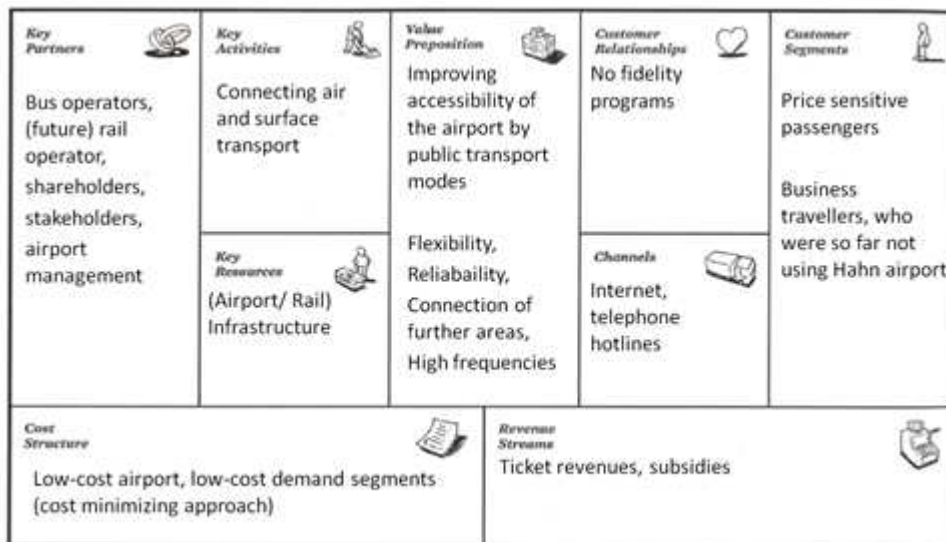 Key
Partners
Bus operators,
(future) rail
operator,
shareholders,
stakeholders,
airport
management
Key
Activities
Connecting air
and surface
transport
Key
Resources
(Airport/ Rail)
Infrastructure
Value
Preposition
Improving
accessibility of
the airport by
public transport
modes
Flexibility,
Reliabaility,
Connection of
further areas,
High frequencies
Customer
Relationships
No fidelity
programs
Channels
Internet,
telephone
hotlines
Customer
Segments
Price sensitive
passengers
Business
travellers, who
were so far not
using Hahn airport
Cost
Structure
Low-cost airport, low-cost demand segments
(cost minimizing approach)
Revenue
Streams
Ticket revenues, subsidies